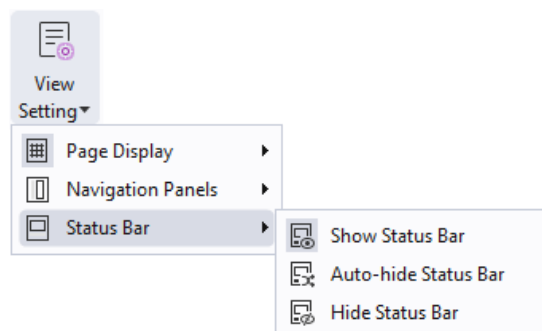 View
Setting
Page Display
Navigation Panels
Status Bar
Show Status Bar
Auto-hide Status Bar
Hide Status Bar